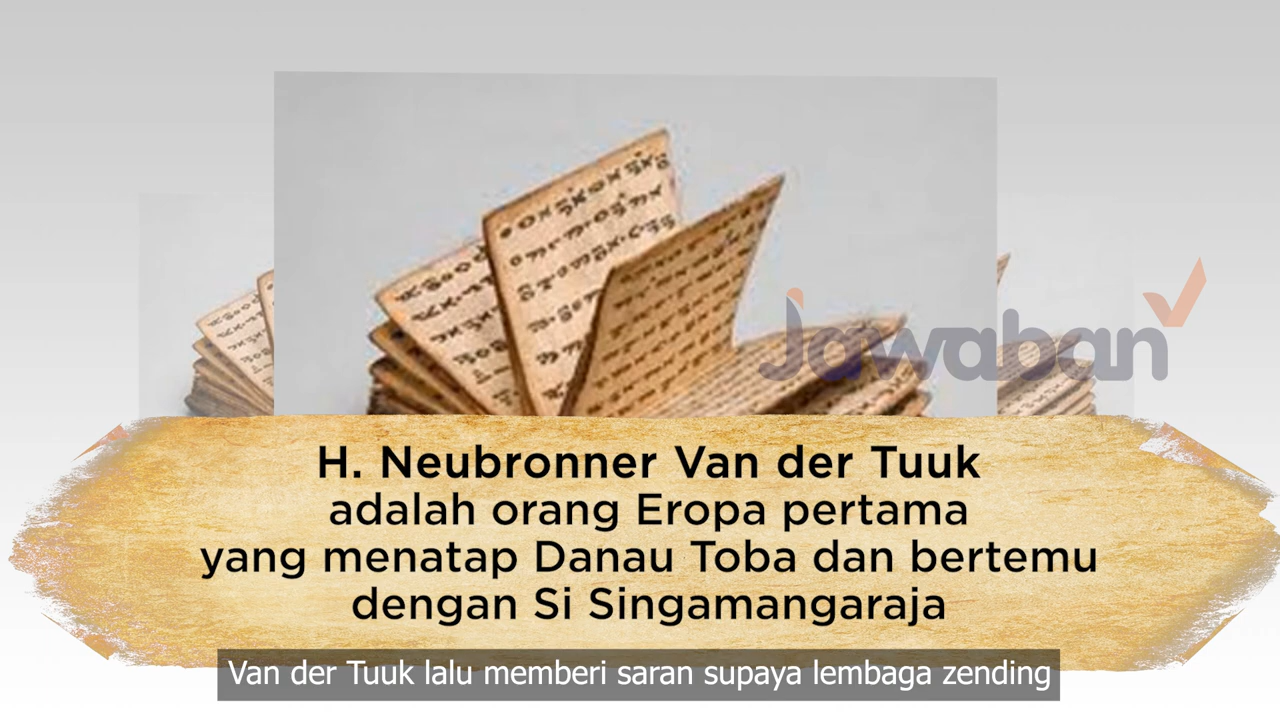 Jawaban
H. Neubronner Van der Tuuk
adalah orang Eropa pertama
yang menatap Danau Toba dan bertemu
dengan Si Singamangaraja
Van der Tuuk lalu memberi saran supaya lembaga zending